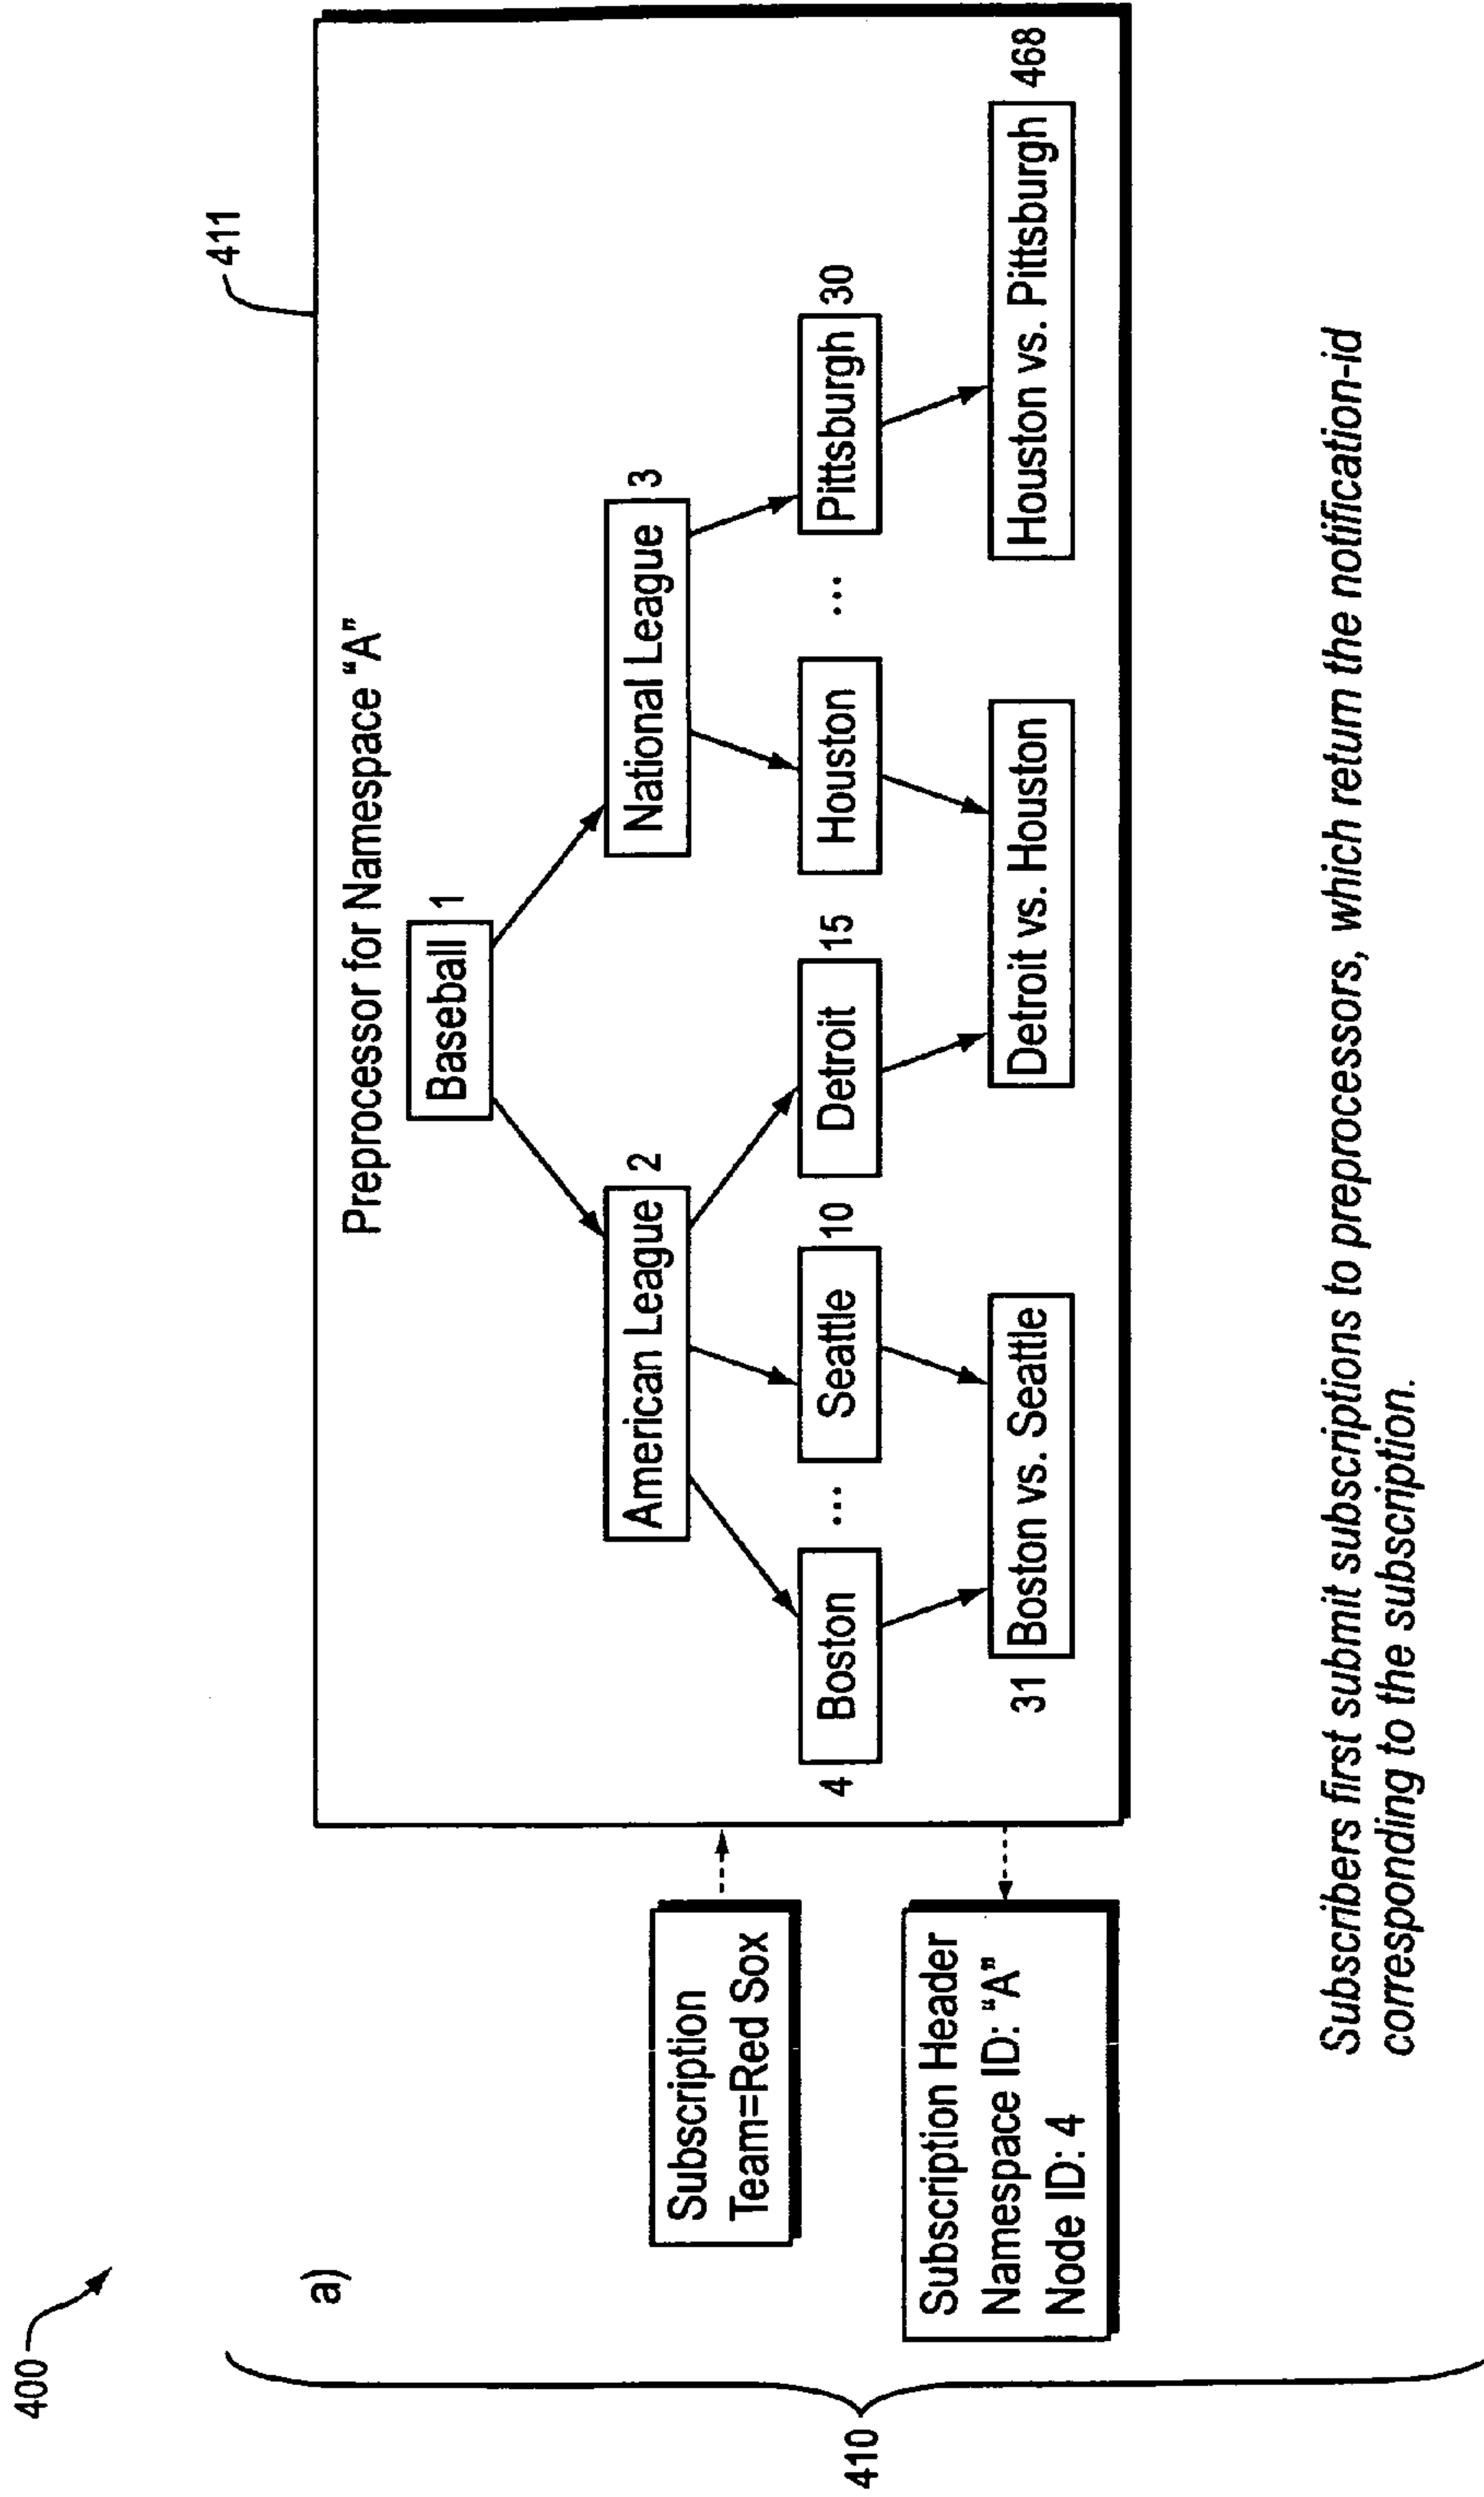 400
a)
410
411
Preprocessor for Namespace “A”
Baseball 1
American League 2
National League 3
4 Boston
...
Seattle 10
Detroit 15
Houston
...
Pittsburgh 30
31 Boston vs. Seattle
Detroit vs. Houston
Houston vs. Pittsburgh 468
Subscription
Team=Red Sox
Subscription Header
Namespace ID: “A”
Node ID: 4
Subscribers first submit subscriptions to preprocessors, which return the notification-id
corresponding to the subscription.